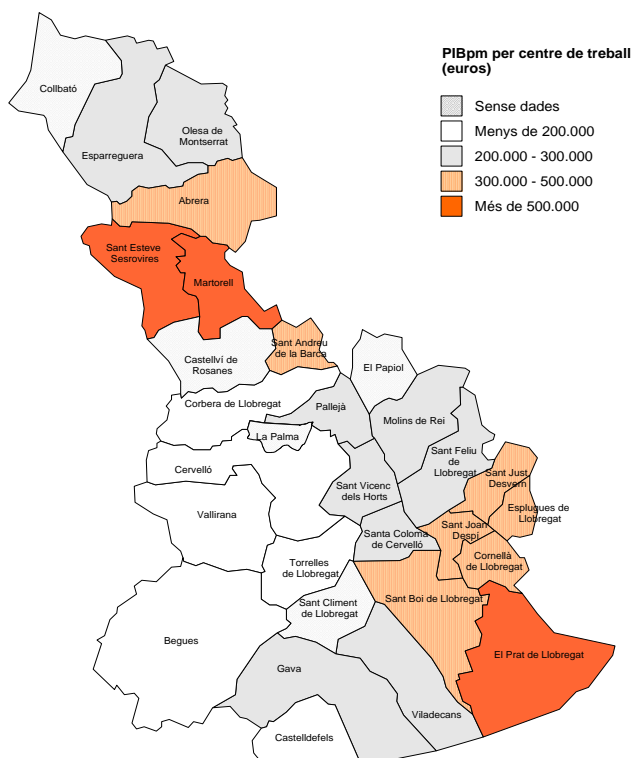 PIBpm per centre de treball
(euros)
Sense dades
Menys de 200.000
200.000 - 300.000
300.000 - 500.000
Més de 500.000
Collbató
Olesa de
Montserrat
Esparreguera
Abrera
Sant Esteve
Sesrovires
Martorell
Sant Andreu
de la Barca
Castellví de
Rosanes
El Papiol
Corbera de Llobregat
Pallejà
Molins de Rei
La Palma
Sant Feliu
de
Llobregat
Cervelló
Sant Just
Desvern
Sant Vicenc
dels Horts
Esplugues de
Llobregat
Vallirana
Sant Joan
Despí
Santa Coloma
de Cervelló
Cornellà
de Llobregat
Torrelles
de Llobregat
Sant Boi de Llobregat
Sant Climent
de Llobregat
Begues
El Prat de Llobregat
Gava
Viladecans
Castelldefels